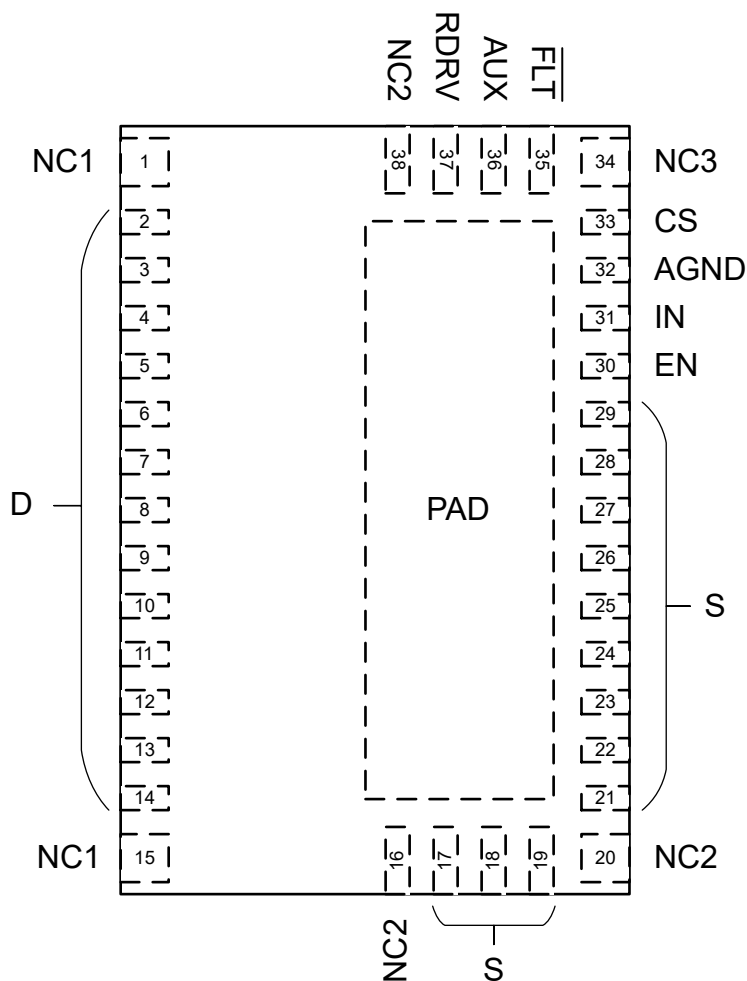 NC2
RDRV
AUX
FLT
NC1 1 38 37 36 35 34 NC3
2 33 CS
3 32 AGND
4 31 IN
5 30 EN
6 29
7 28
D 8 PAD 27
9 26
10 25 S
11 24
12 23
13 22
14 21
NC1 15 16 17 18 19 20 NC2
NC2 S